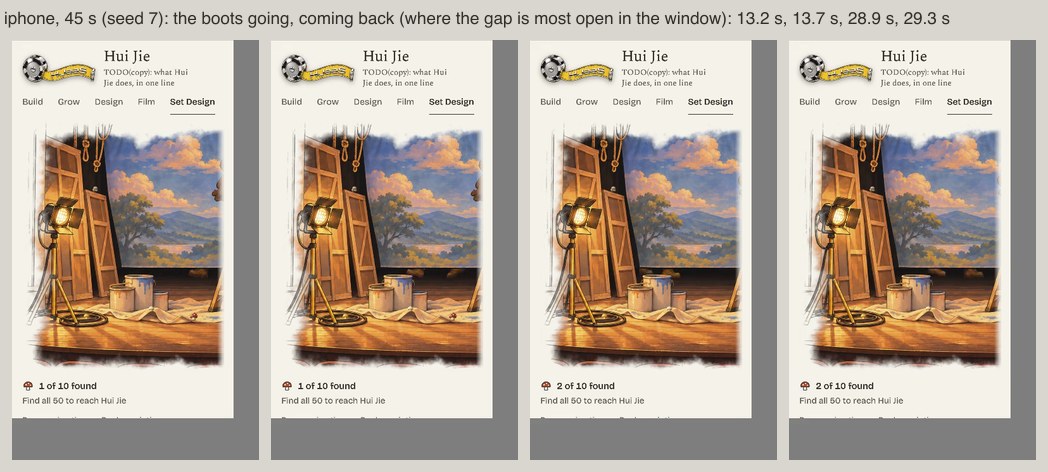 iphone, 45 s (seed 7): the boots going, coming back (where the gap is most open in the window): 13.2 s, 13.7 s, 28.9 s, 29.3 s
Hui Jie
TODO(copy): what Hui
Jie does, in one line
Build Grow Design Film Set Design
1 of 10 found
Find all 50 to reach Hui Jie
Hui Jie
TODO(copy): what Hui
Jie does, in one line
Build Grow Design Film Set Design
1 of 10 found
Find all 50 to reach Hui Jie
Hui Jie
TODO(copy): what Hui
Jie does, in one line
Build Grow Design Film Set Design
2 of 10 found
Find all 50 to reach Hui Jie
Hui Jie
TODO(copy): what Hui
Jie does, in one line
Build Grow Design Film Set Design
2 of 10 found
Find all 50 to reach Hui Jie